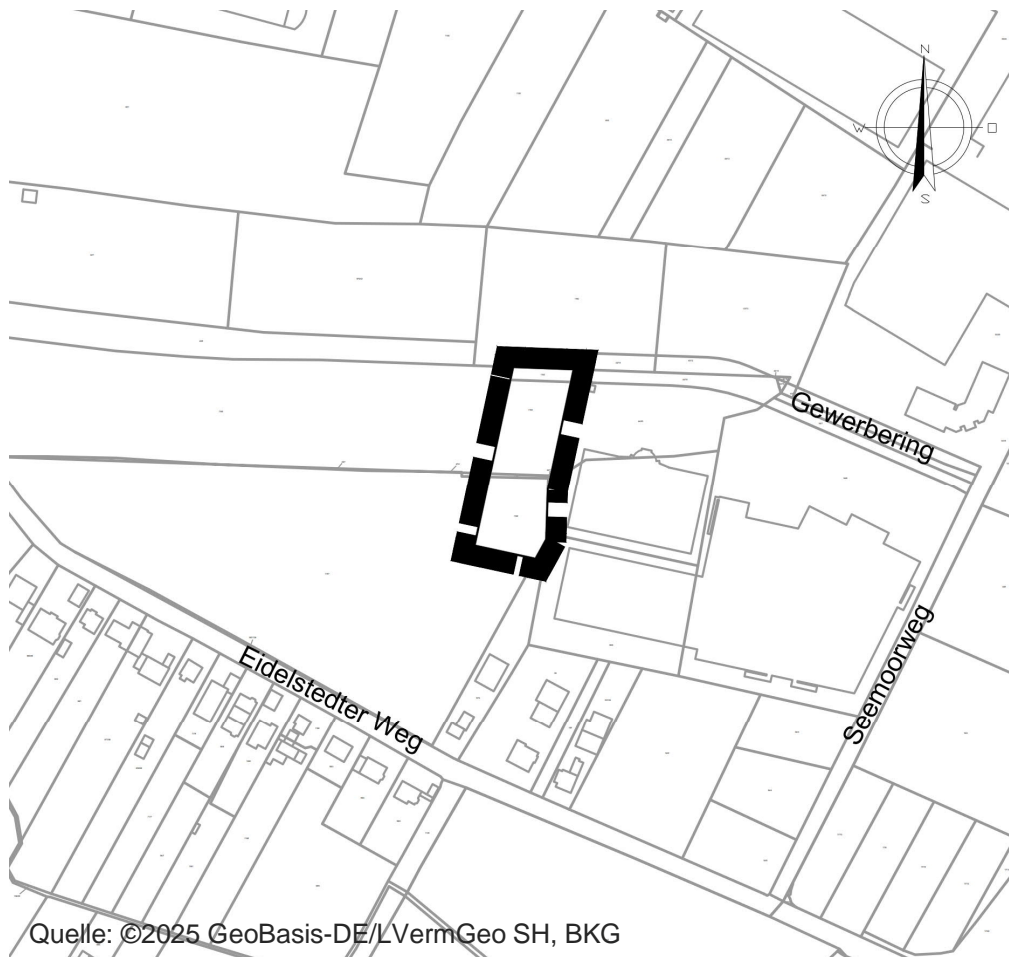 N
W O
S
Gewerbering
Seemoorweg
Eidelstedter Weg
Quelle: ©2025 GeoBasis-DE/LVermGeo SH, BKG